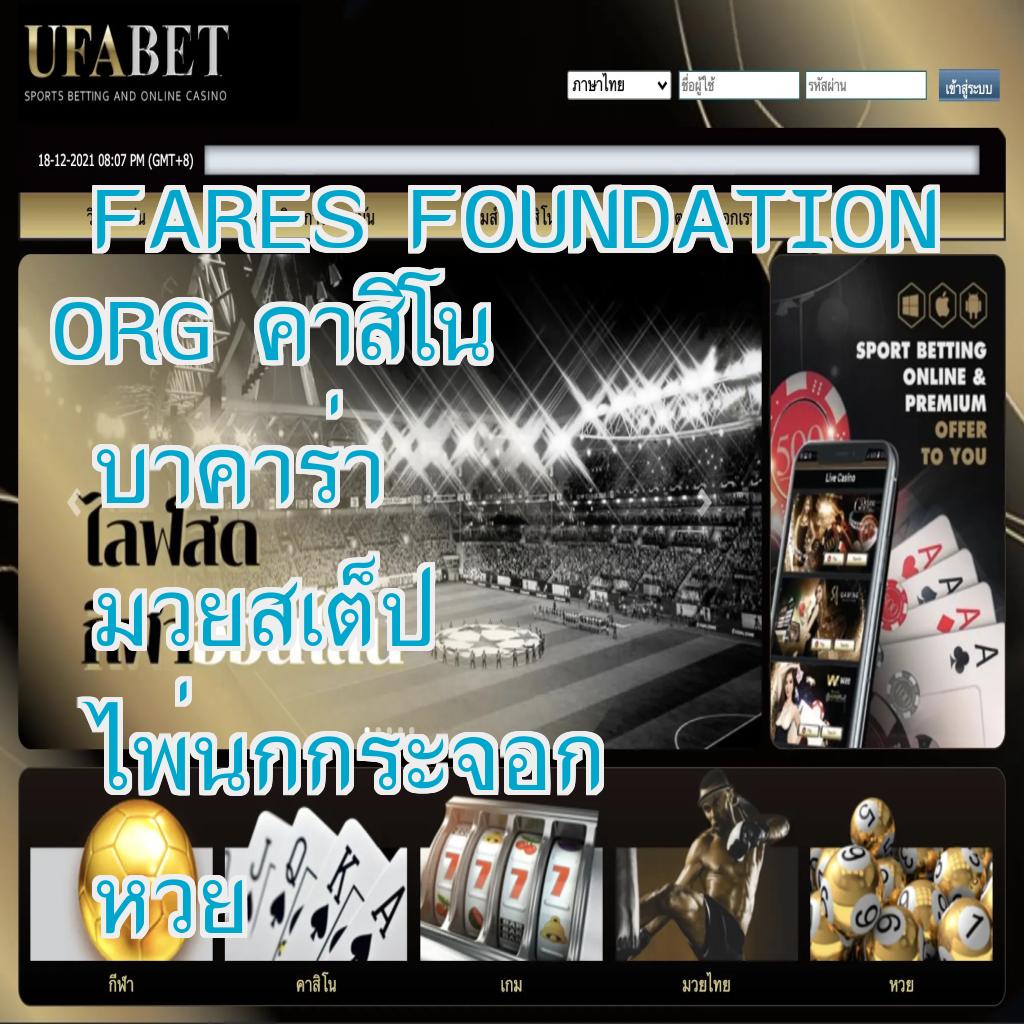 UFABET
SPORTS BETTING AND ONLINE CASINO
ภาษาไทย
ชื่อผู้ใช้
รหัสผ่าน
เข้าสู่ระบบ
18-12-2021 08:07 PM (GMT+8)
FARES FOUNDATION
ORG คาสิโน
บาคาร่า
มวยสเต็ป
ไพ่นกกระจอก
หวย
ไลฟ์สด
SPORT BETTING
ONLINE &
PREMIUM
OFFER
TO YOU
Live Casino
กีฬา
คาสิโน
เกม
มวยไทย
หวย